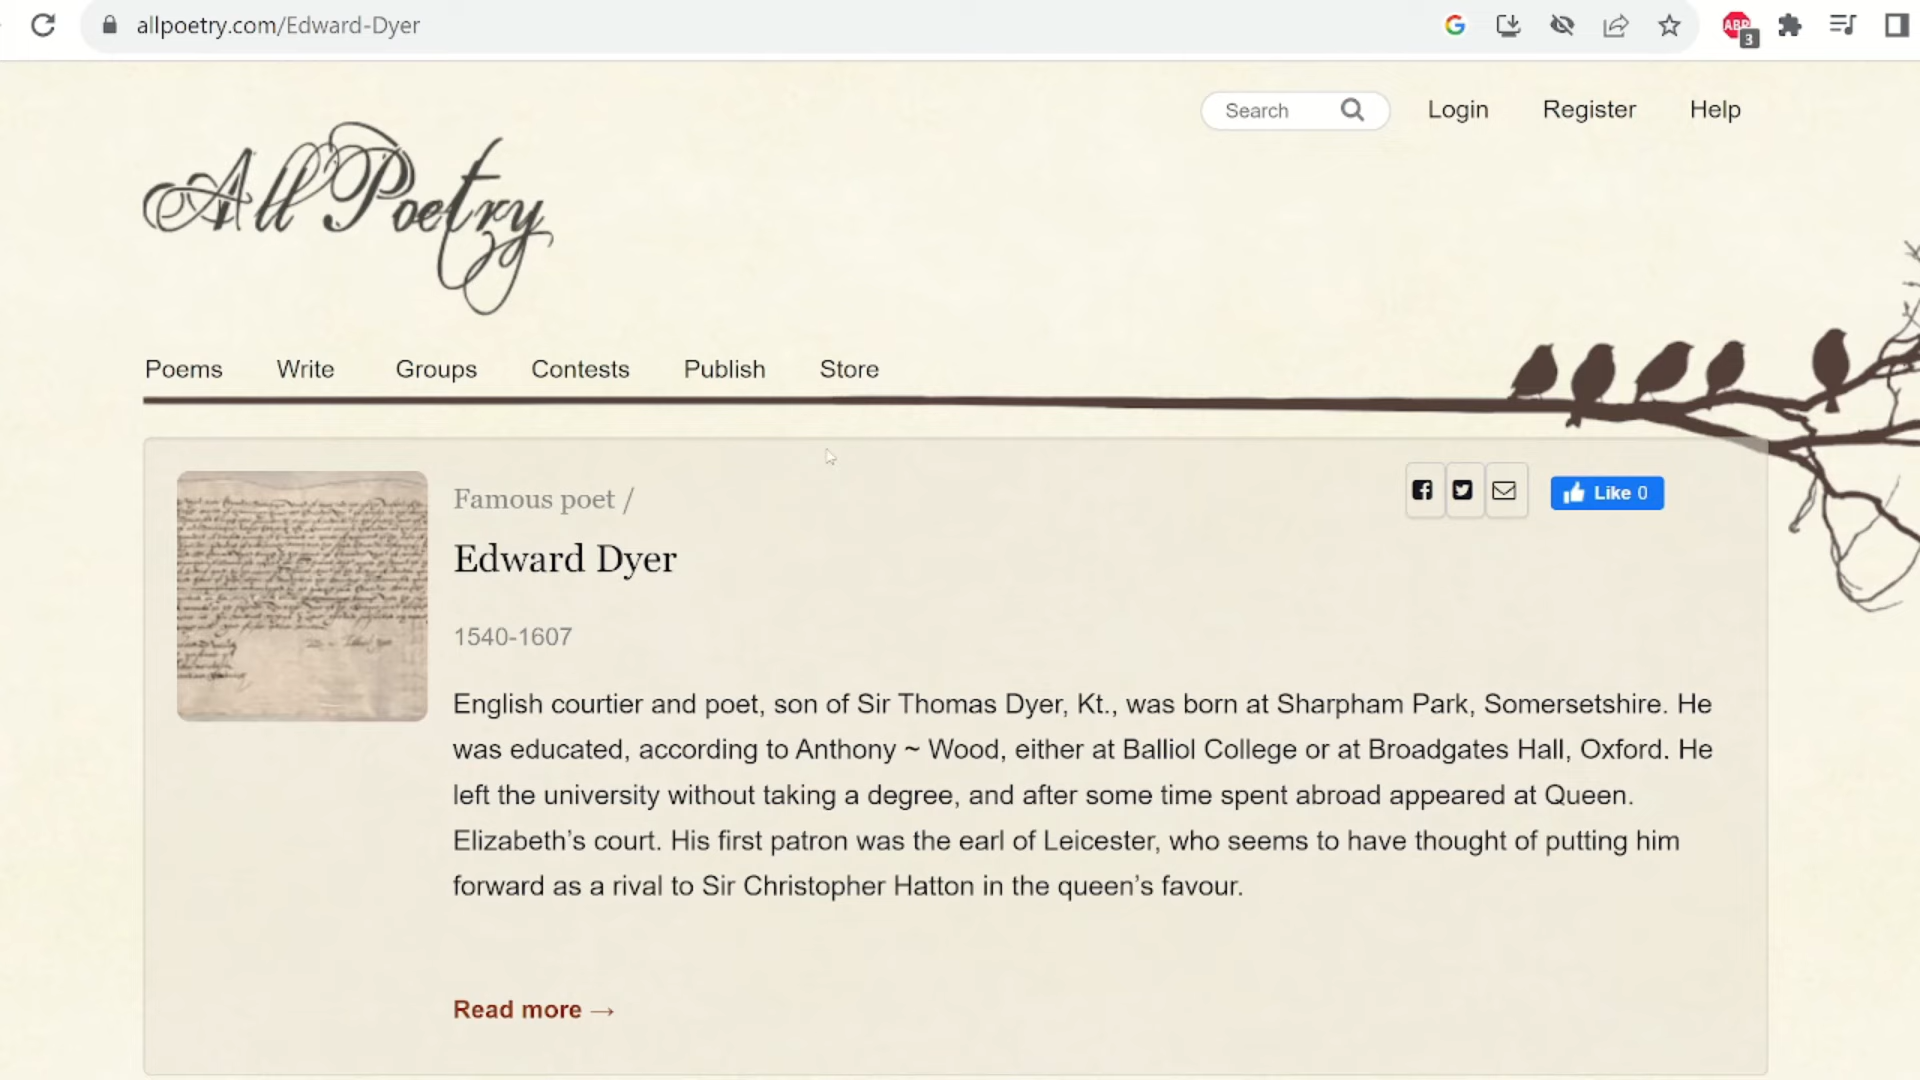 allpoetry.com/Edward-Dyer
ABP
3
Search
Login
Register
Help
All Poetry
Poems
Write
Groups
Contests
Publish
Store
Famous poet /
Like 0
Edward Dyer
1540-1607
English courtier and poet, son of Sir Thomas Dyer, Kt., was born at Sharpham Park, Somersetshire. He
was educated, according to Anthony ~ Wood, either at Balliol College or at Broadgates Hall, Oxford. He
left the university without taking a degree, and after some time spent abroad appeared at Queen.
Elizabeth’s court. His first patron was the earl of Leicester, who seems to have thought of putting him
forward as a rival to Sir Christopher Hatton in the queen’s favour.
Read more →